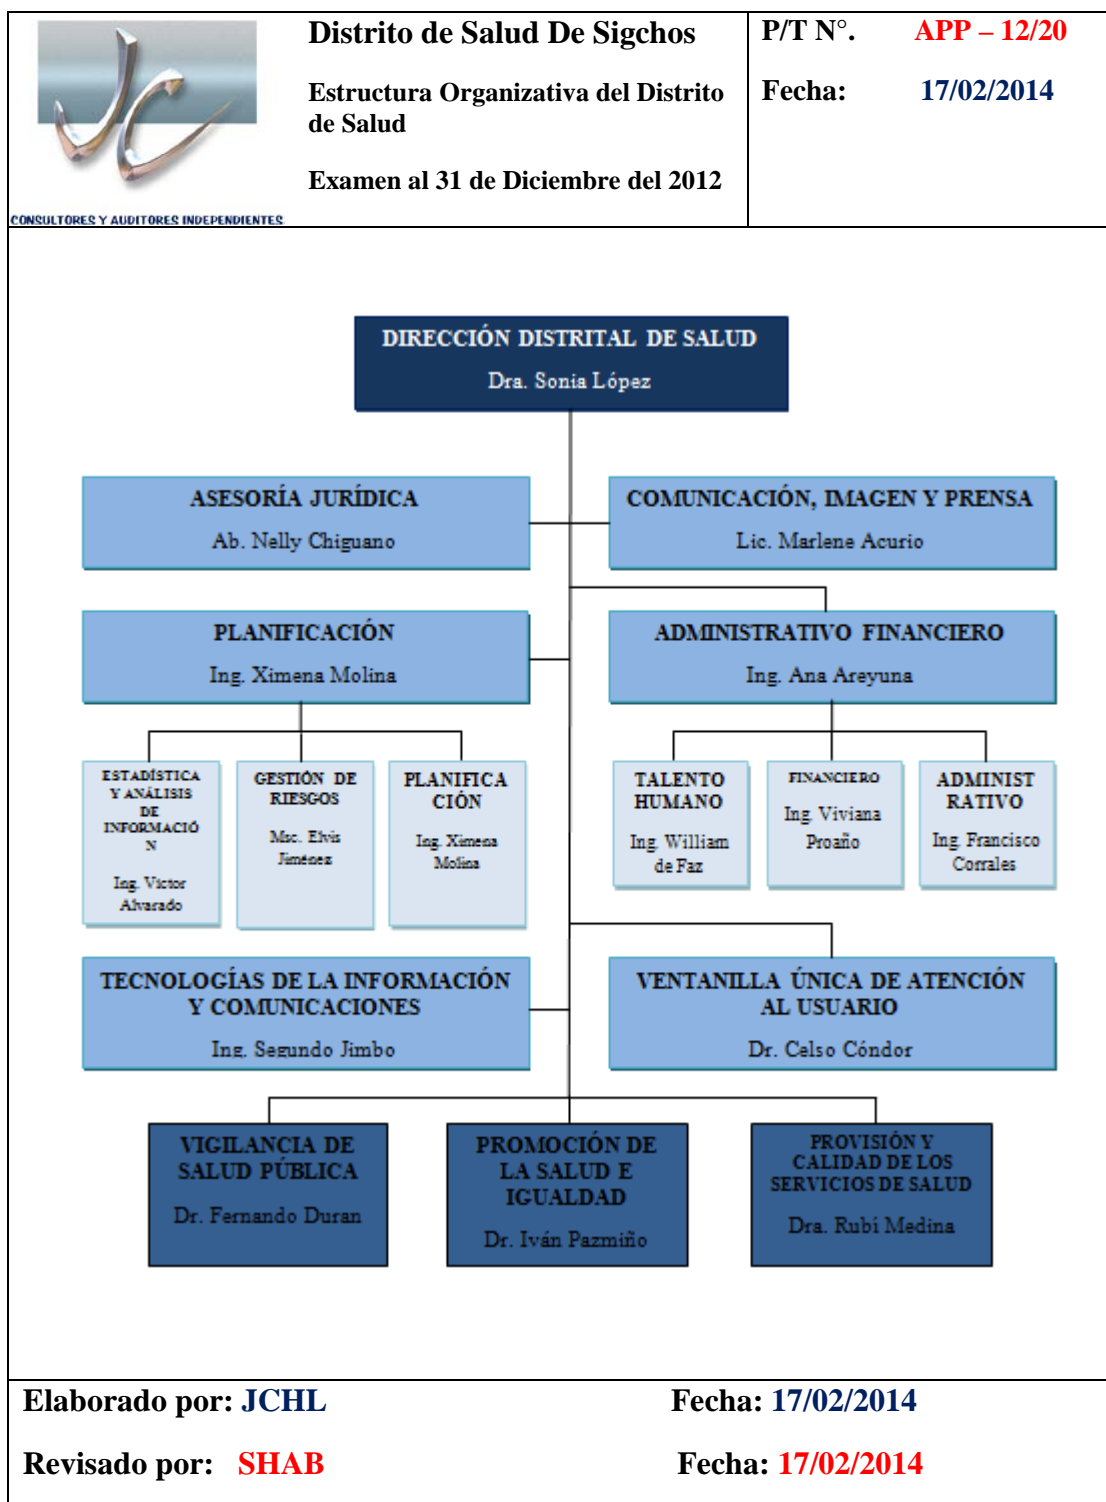 Distrito de Salud De Sigchos
Estructura Organizativa del Distrito
de Salud
Examen al 31 de Diciembre del 2012
P/T N°. APP – 12/20
Fecha: 17/02/2014
JC
CONSULTORES Y AUDITORES INDEPENDIENTES
DIRECCIÓN DISTRITAL DE SALUD
Dra. Sonia López
ASESORÍA JURÍDICA
Ab. Nelly Chiguano
COMUNICACIÓN, IMAGEN Y PRENSA
Lic. Marlene Acurio
PLANIFICACIÓN
Ing. Ximena Molina
ADMINISTRATIVO FINANCIERO
Ing. Ana Areyuna
ESTADÍSTICA
Y ANÁLISIS
DE
INFORMACIÓ
N
Ing. Victor
Alvarado
GESTIÓN DE
RIESGOS
Msc. Elvis
Jiménez
PLANIFICA
CIÓN
Ing. Ximena
Molina
TALENTO
HUMANO
Ing. William
de Faz
FINANCIERO
Ing. Viviana
Proaño
ADMINIST
RATIVO
Ing. Francisco
Corrales
TECNOLOGÍAS DE LA INFORMACIÓN
Y COMUNICACIONES
Ing. Segundo Jimbo
VENTANILLA ÚNICA DE ATENCIÓN
AL USUARIO
Dr. Celso Cóndor
VIGILANCIA DE
SALUD PÚBLICA
Dr. Fernando Duran
PROMOCIÓN DE
LA SALUD E
IGUALDAD
Dr. Iván Pazmiño
PROVISIÓN Y
CALIDAD DE LOS
SERVICIOS DE SALUD
Dra. Rubí Medina
Elaborado por: JCHL Fecha: 17/02/2014
Revisado por: SHAB Fecha: 17/02/2014